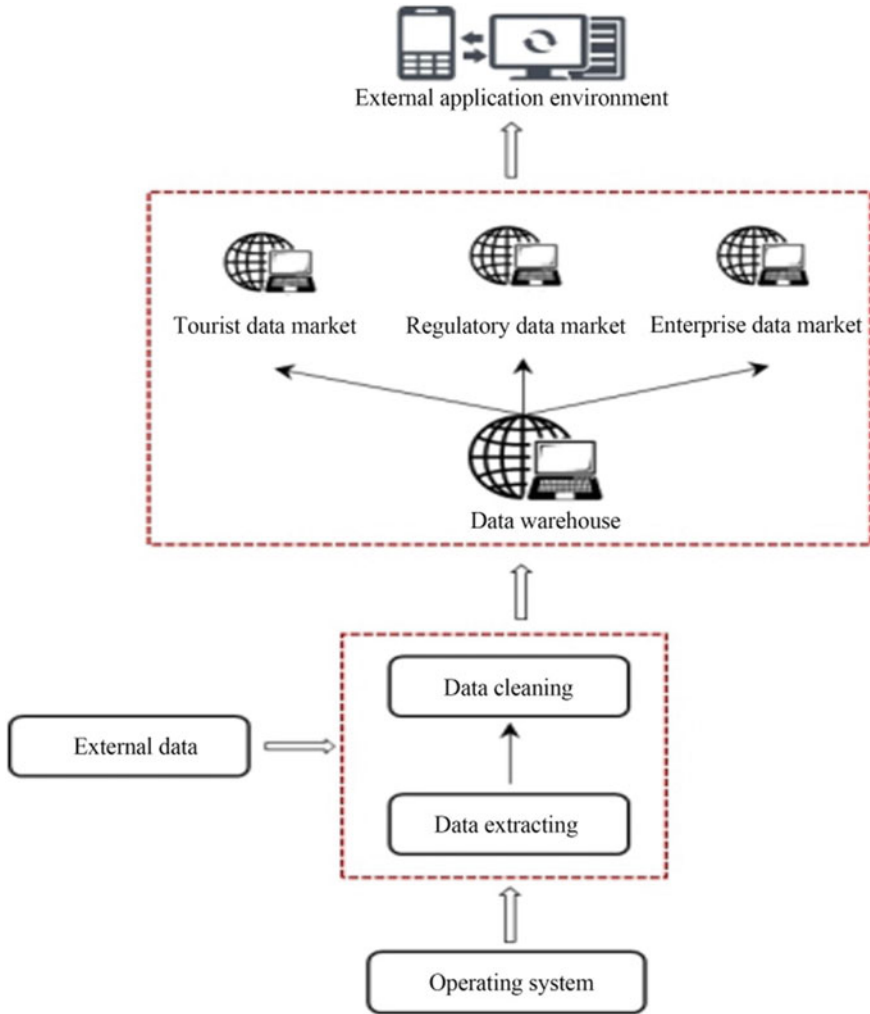 External application environment
Tourist data market
Regulatory data market
Enterprise data market
Data warehouse
Data cleaning
External data
Data extracting
Operating system